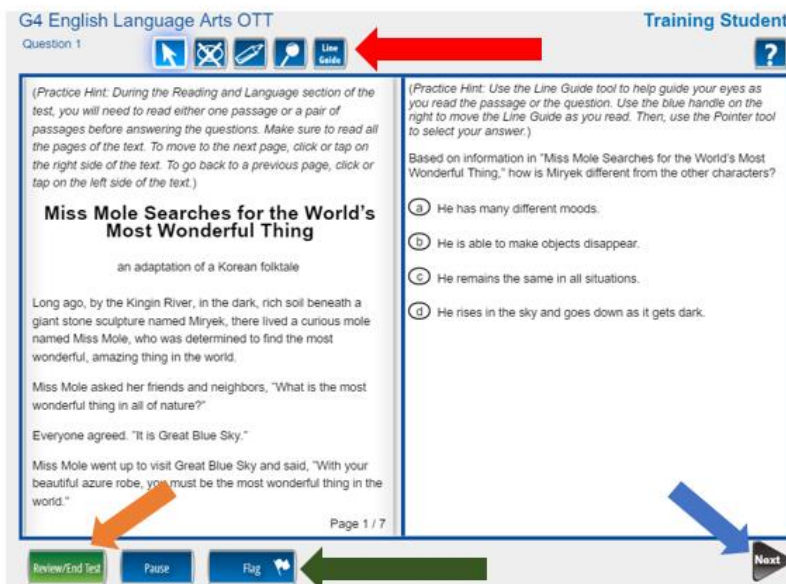 G4 English Language Arts OTT
Training Student
Question 1
Line
Guide
?
(Practice Hint: During the Reading and Language section of the
test, you will need to read either one passage or a pair of
passages before answering the questions. Make sure to read all
the pages of the text. To move to the next page, click or tap on
the right side of the text. To go back to a previous page, click or
tap on the left side of the text.)
Miss Mole Searches for the World's
Most Wonderful Thing
an adaptation of a Korean folktale
Long ago, by the Kingin River, in the dark, rich soil beneath a
giant stone sculpture named Miryek, there lived a curious mole
named Miss Mole, who was determined to find the most
wonderful, amazing thing in the world.
Miss Mole asked her friends and neighbors, "What is the most
wonderful thing in all of nature?"
Everyone agreed. "It is Great Blue Sky."
Miss Mole went up to visit Great Blue Sky and said, "With your
beautiful azure robe, you must be the most wonderful thing in the
world."
Page 1 / 7
(Practice Hint: Use the Line Guide tool to help guide your eyes as
you read the passage or the question. Use the blue handle on the
right to move the Line Guide as you read. Then, use the Pointer tool
to select your answer.)
Based on information in "Miss Mole Searches for the World's Most
Wonderful Thing," how is Miryek different from the other characters?
a He has many different moods.
b He is able to make objects disappear.
c He remains the same in all situations.
d He rises in the sky and goes down as it gets dark.
Review/End Test
Pause
Flag
Next